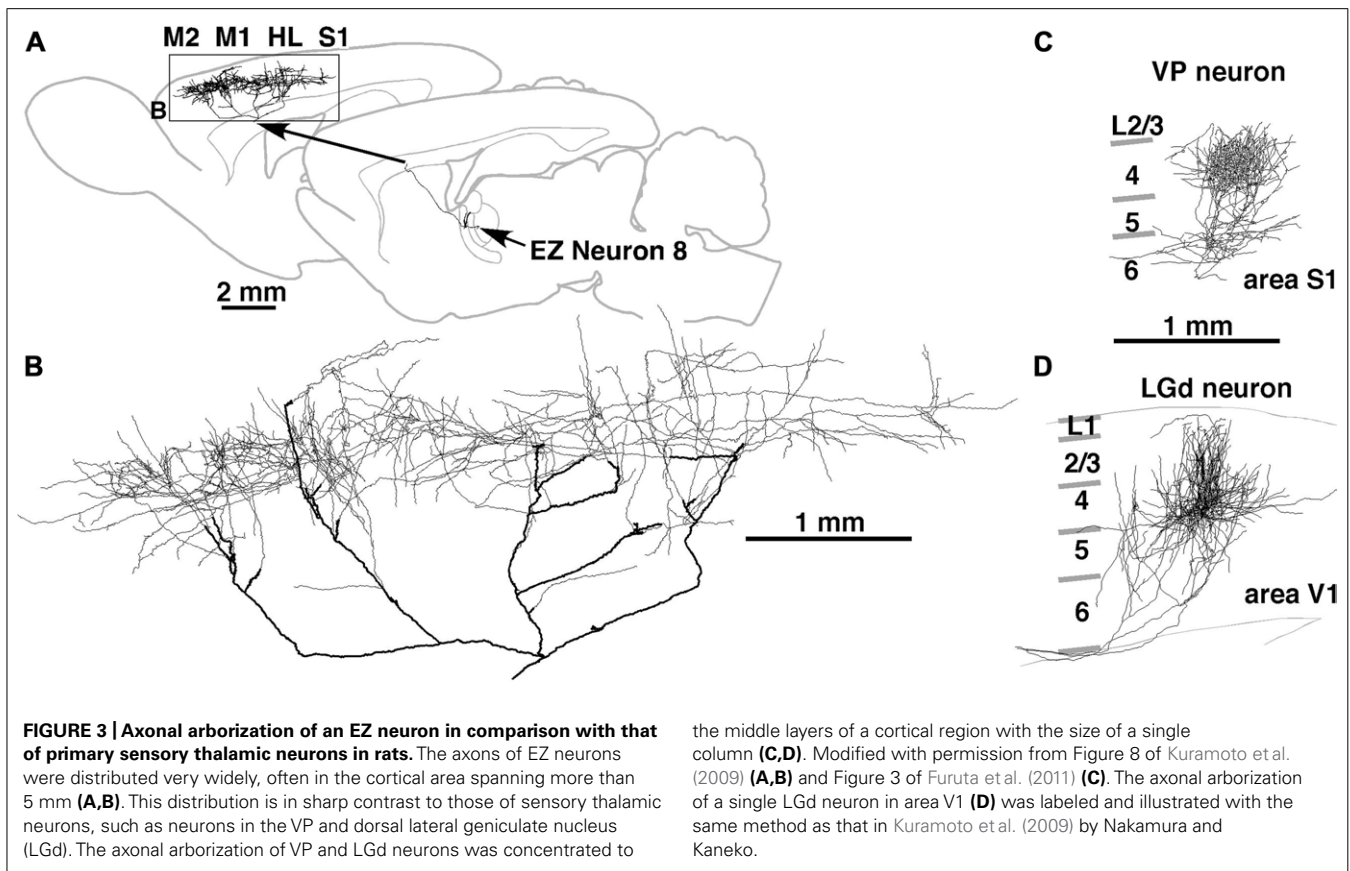 A
M2 M1 HL S1
B
EZ Neuron 8
2 mm
B
1 mm
C
VP neuron
L2/3
4
5
6
area S1
1 mm
D
LGd neuron
L1
2/3
4
5
6
area V1
FIGURE 3 | Axonal arborization of an EZ neuron in comparison with that
of primary sensory thalamic neurons in rats. The axons of EZ neurons
were distributed very widely, often in the cortical area spanning more than
5 mm (A,B). This distribution is in sharp contrast to those of sensory thalamic
neurons, such as neurons in the VP and dorsal lateral geniculate nucleus
(LGd). The axonal arborization of VP and LGd neurons was concentrated to
the middle layers of a cortical region with the size of a single
column (C,D). Modified with permission from Figure 8 of Kuramoto et al.
(2009) (A,B) and Figure 3 of Furuta et al. (2011) (C). The axonal arborization
of a single LGd neuron in area V1 (D) was labeled and illustrated with the
same method as that in Kuramoto et al. (2009) by Nakamura and
Kaneko.